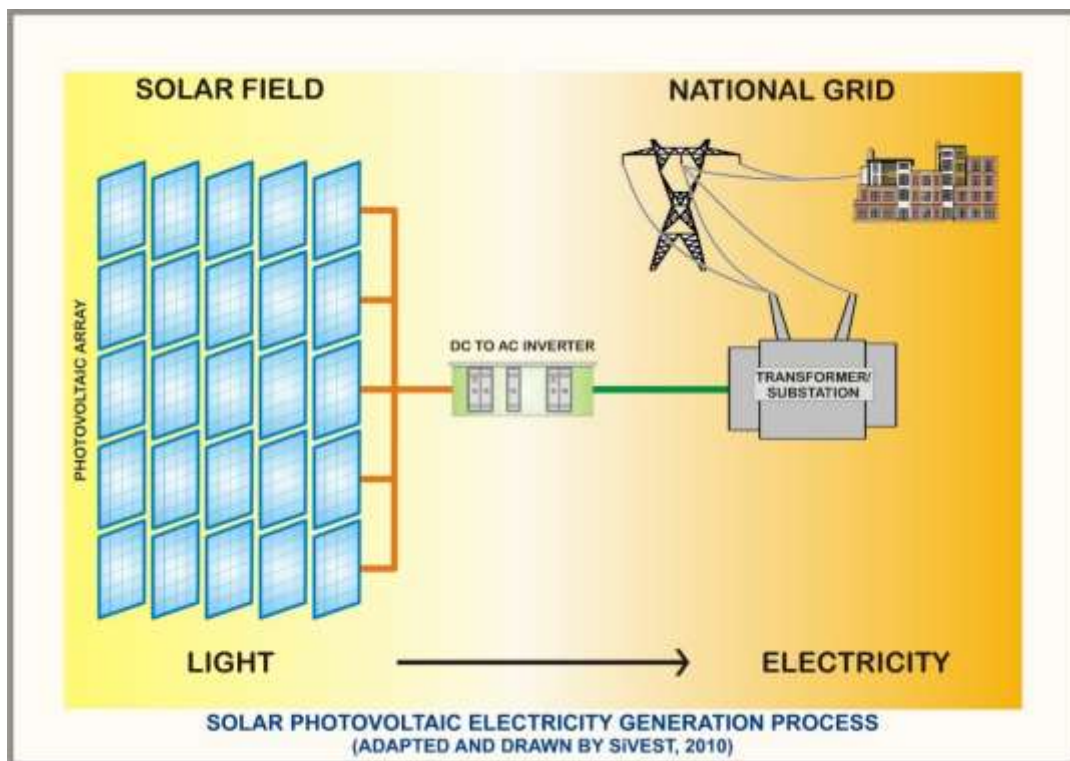 SOLAR FIELD
NATIONAL GRID
PHOTOVOLTAIC ARRAY
DC TO AC INVERTER
TRANSFORMER/
SUBSTATION
LIGHT
ELECTRICITY
SOLAR PHOTOVOLTAIC ELECTRICITY GENERATION PROCESS
(ADAPTED AND DRAWN BY SiVEST, 2010)